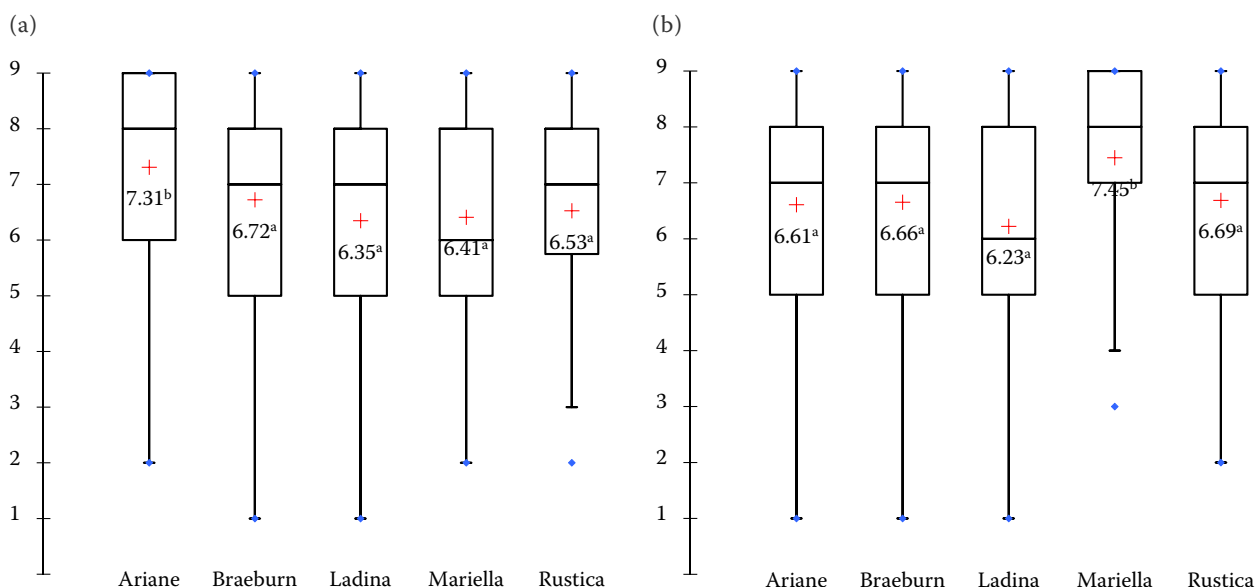 (a)
9
8
7
6
5
4
3
2
1
7.31ᵇ
6.72ᵃ
6.35ᵃ
6.41ᵃ
6.53ᵃ
Ariane Braeburn Ladina Mariella Rustica
(b)
9
8
7
6
5
4
3
2
1
6.61ᵃ
6.66ᵃ
6.23ᵃ
7.45ᵇ
6.69ᵃ
Ariane Braeburn Ladina Mariella Rustica